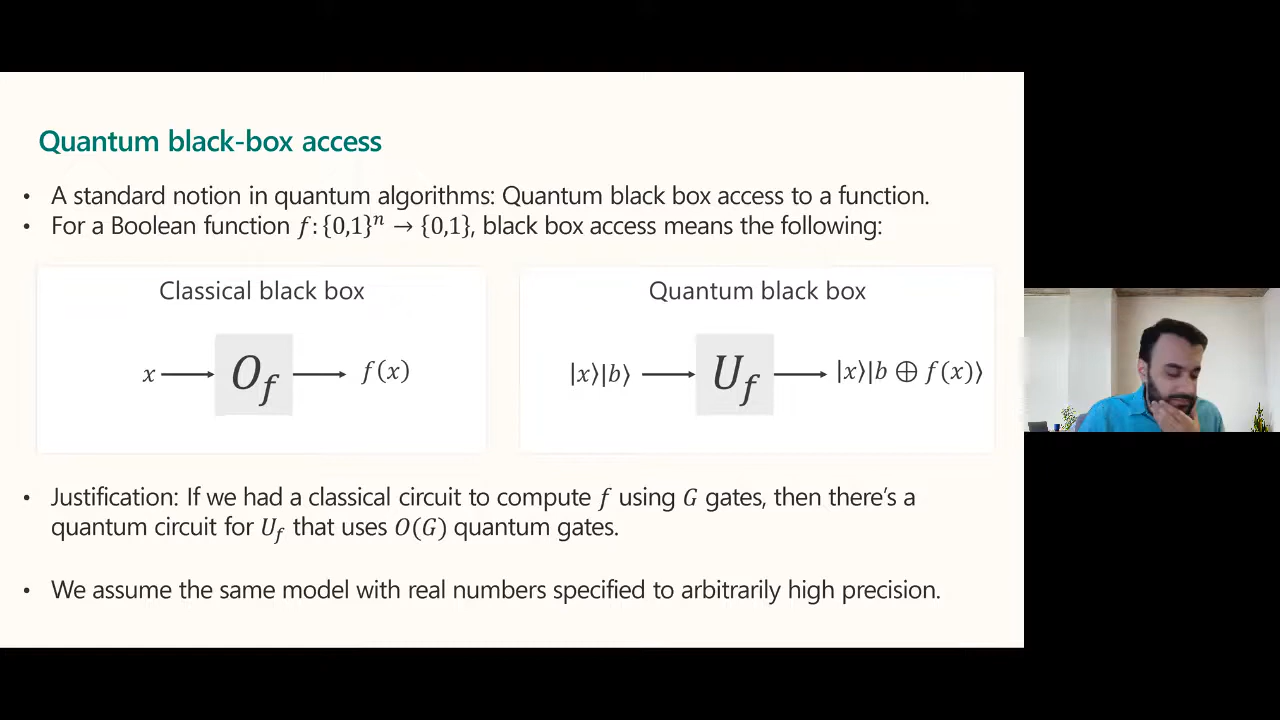 Quantum black-box access
• A standard notion in quantum algorithms: Quantum black box access to a function.
• For a Boolean function f: {0,1}ⁿ → {0,1}, black box access means the following:
Classical black box
x O_f f(x)
Quantum black box
|x⟩|b⟩ U_f |x⟩|b ⊕ f(x)⟩
• Justification: If we had a classical circuit to compute f using G gates, then there's a
quantum circuit for U_f that uses O(G) quantum gates.
• We assume the same model with real numbers specified to arbitrarily high precision.